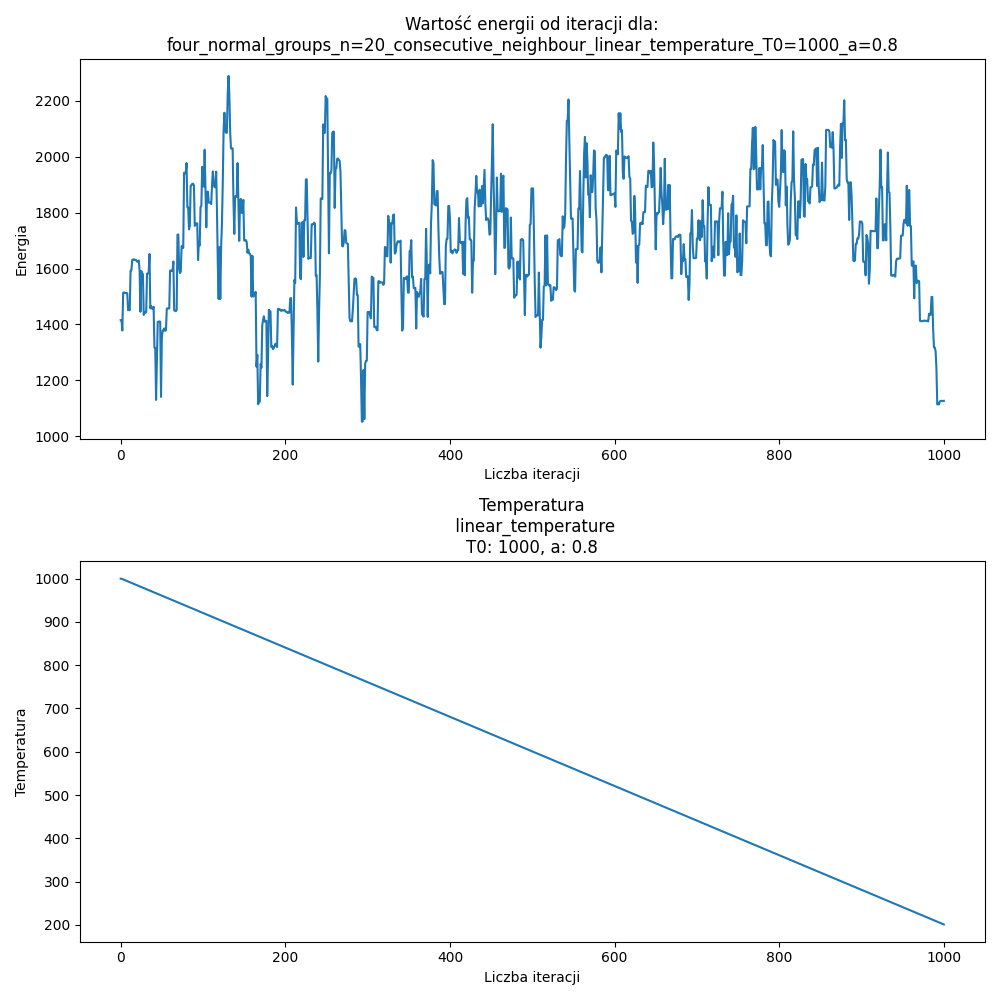 Wartość energii od iteracji dla:
four_normal_groups_n=20_consecutive_neighbour_linear_temperature_T0=1000_a=0.8
Energia
2200
2000
1800
1600
1400
1200
1000
0 200 400 600 800 1000
Liczba iteracji
Temperatura
linear_temperature
T0: 1000, a: 0.8
Temperatura
1000
900
800
700
600
500
400
300
200
0 200 400 600 800 1000
Liczba iteracji